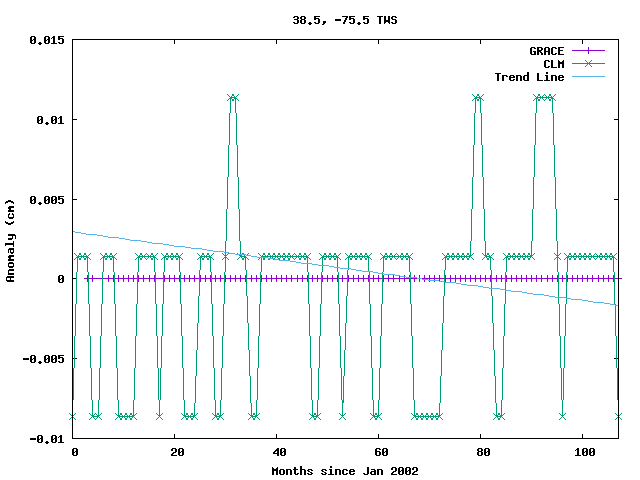 38.5, -75.5 TWS
0.015
GRACE
CLM
Trend Line
0.01
0.005
Anomaly (cm)
0
-0.005
-0.01
0 20 40 60 80 100
Months since Jan 2002